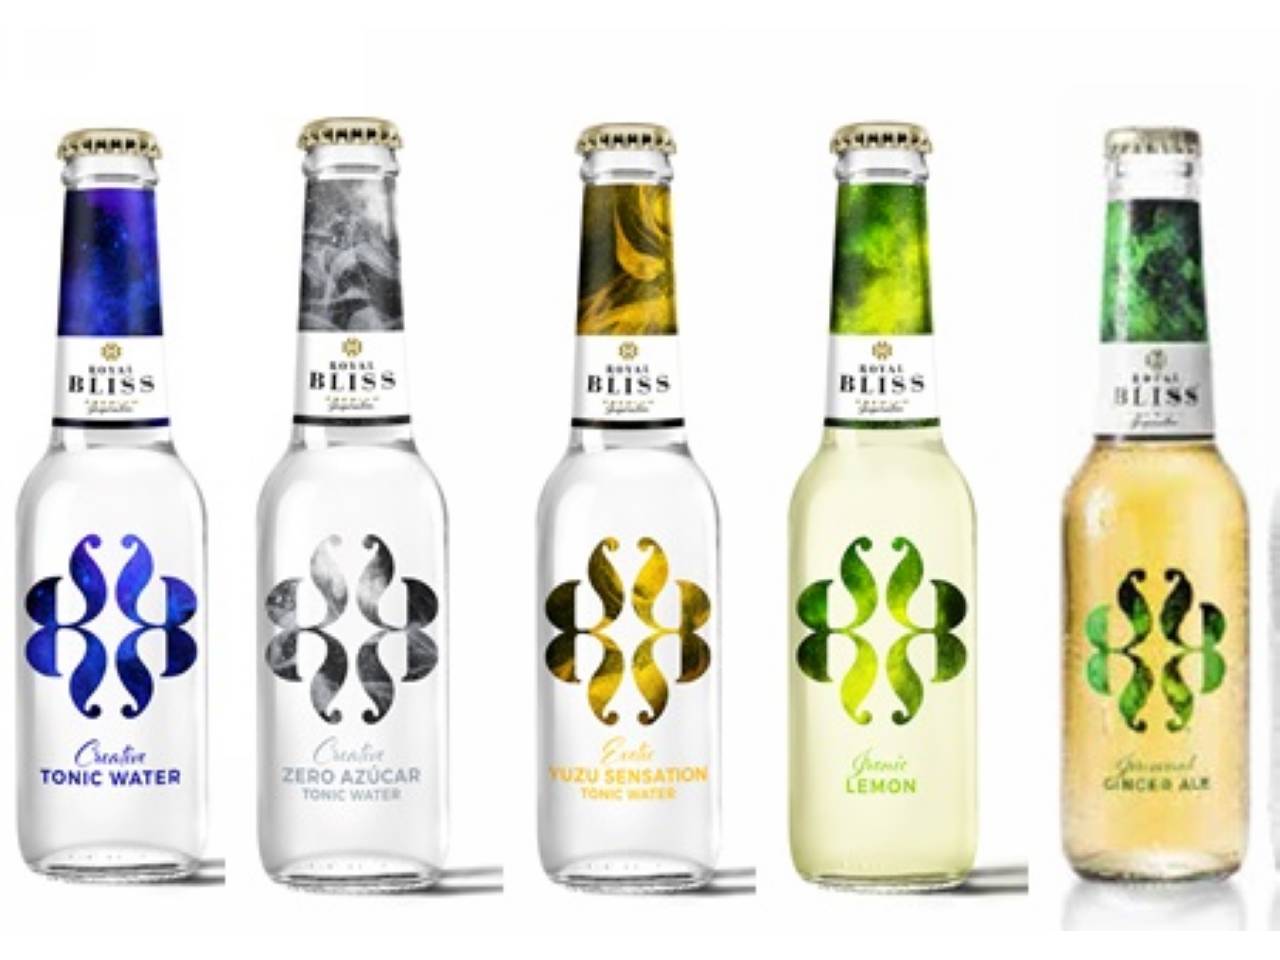 ROYAL
BLISS
Creative
TONIC WATER
ROYAL
BLISS
Creative
ZERO AZÚCAR
TONIC WATER
ROYAL
BLISS
Exotic
YUZU SENSATION
TONIC WATER
ROYAL
BLISS
Ironic
LEMON
ROYAL
BLISS
GINGER ALE